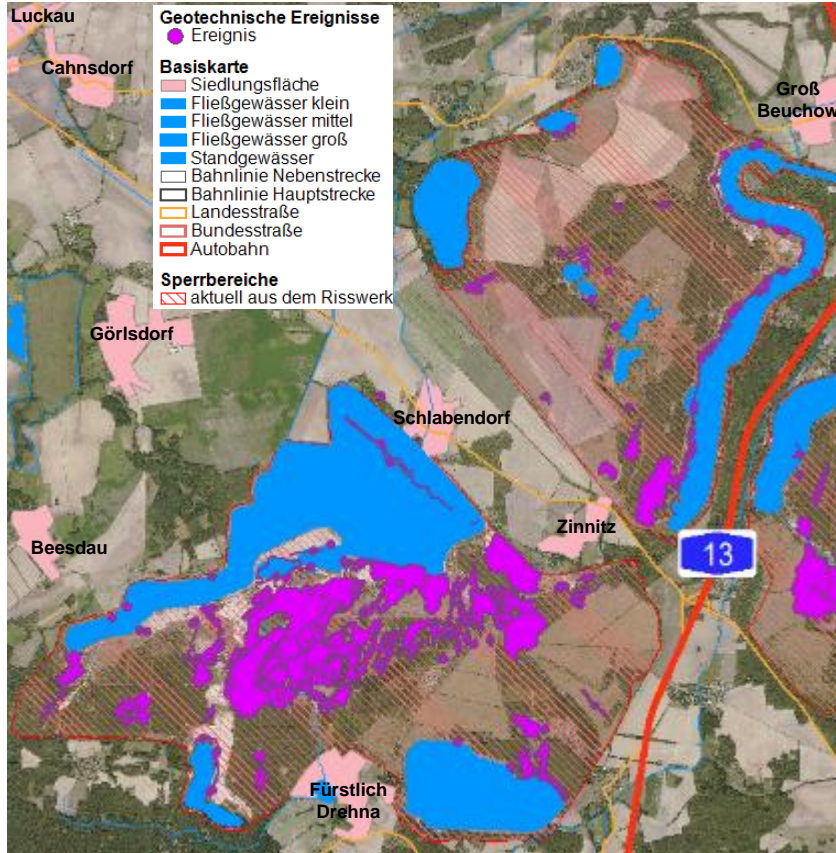 Luckau
Cahnsdorf
Geotechnische Ereignisse
Ereignis
Basiskarte
Siedlungsfläche
Fließgewässer klein
Fließgewässer mittel
Fließgewässer groß
Standgewässer
Bahnlinie Nebenstrecke
Bahnlinie Hauptstrecke
Landesstraße
Bundesstraße
Autobahn
Sperrbereiche
aktuell aus dem Risswerk
Groß
Beuchow
Görlsdorf
Schlabendorf
Beesdau
Zinnitz
13
Fürstlich
Drehna